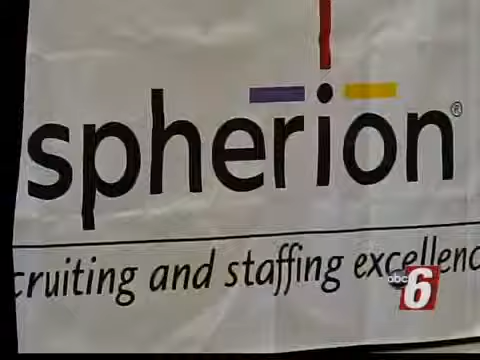 spherion®
cruiting and staffing excellenc
abc 6